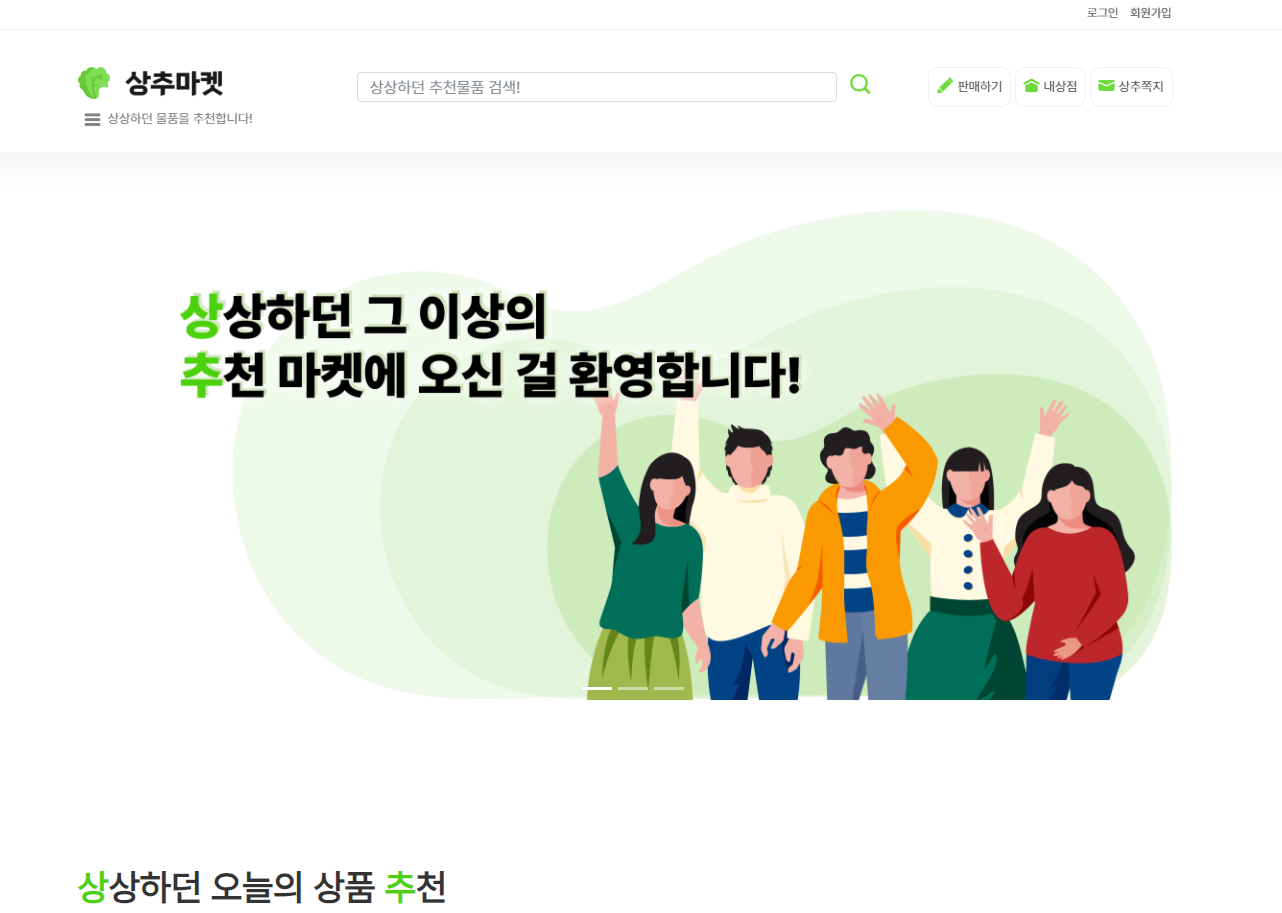 로그인 회원가입
상추마켓
상상하던 추천물품 검색!
판매하기 내상점 상추쪽지
상상하던 물품을 추천합니다!
상상하던 그 이상의
추천 마켓에 오신 걸 환영합니다!
상상하던 오늘의 상품 추천